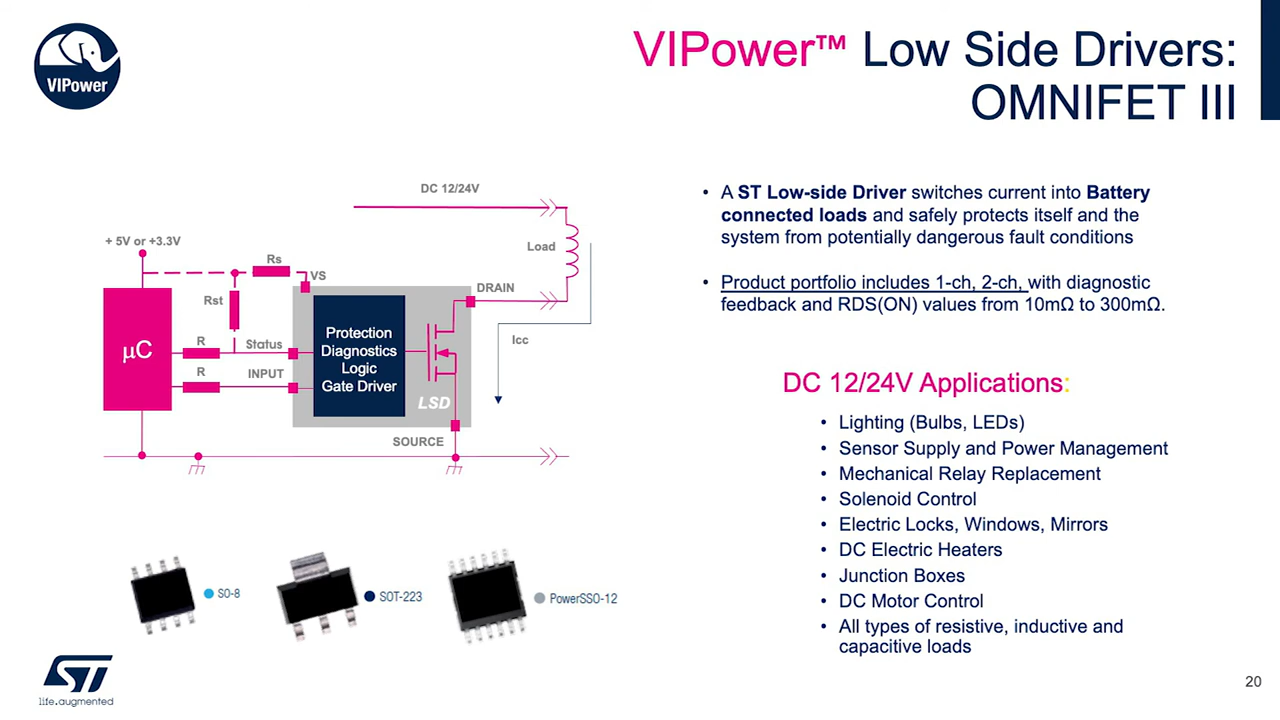 VIPower
VIPower™ Low Side Drivers:
OMNIFET III
DC 12/24V
+ 5V or +3.3V
Load
Rs
VS
DRAIN
Rst
µC
R
Status
R
INPUT
Protection
Diagnostics
Logic
Gate Driver
LSD
Icc
SOURCE
SO-8
SOT-223
PowerSSO-12
• A ST Low-side Driver switches current into Battery
connected loads and safely protects itself and the
system from potentially dangerous fault conditions
• Product portfolio includes 1-ch, 2-ch, with diagnostic
feedback and RDS(ON) values from 10mΩ to 300mΩ.
DC 12/24V Applications:
• Lighting (Bulbs, LEDs)
• Sensor Supply and Power Management
• Mechanical Relay Replacement
• Solenoid Control
• Electric Locks, Windows, Mirrors
• DC Electric Heaters
• Junction Boxes
• DC Motor Control
• All types of resistive, inductive and
capacitive loads
ST
life.augmented
20